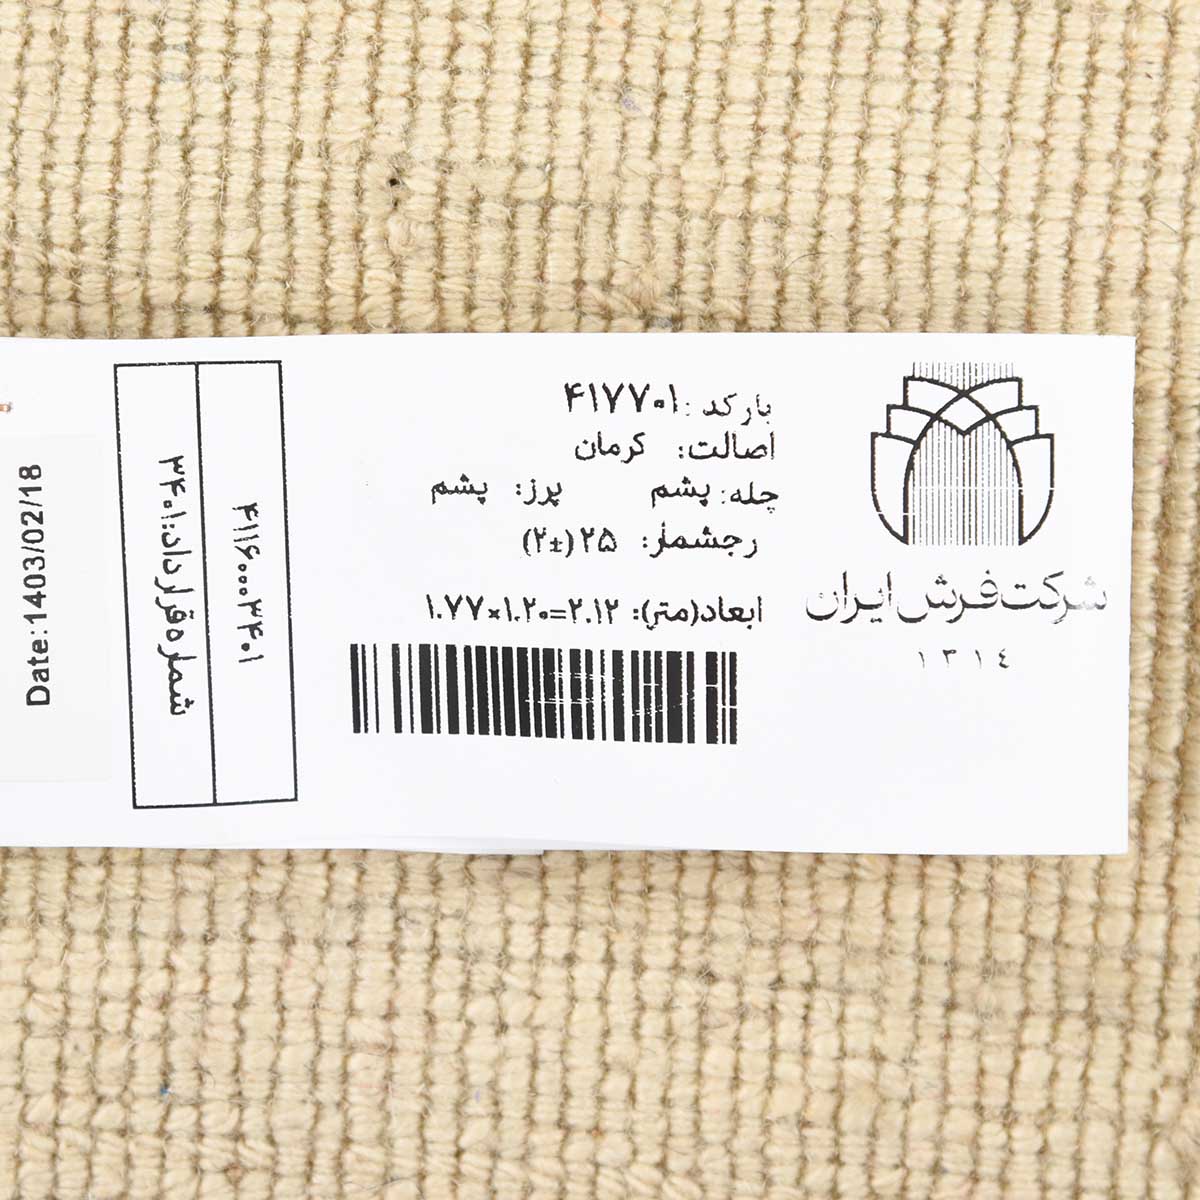 شرکت فرش ایران
۱۳۱۴
بارکد: ۴۱۷۷۰۱
اصالت: کرمان
چله: پشم پرز: پشم
رجشمار: ۲۵(±۲)
ابعاد(متر): ۱.۷۷×۱.۲۰=۲.۱۲
۴۱۱۶۰۰۰۳۴۰۱
شماره قرارداد: ۳۴۰۱
Date:1403/02/18